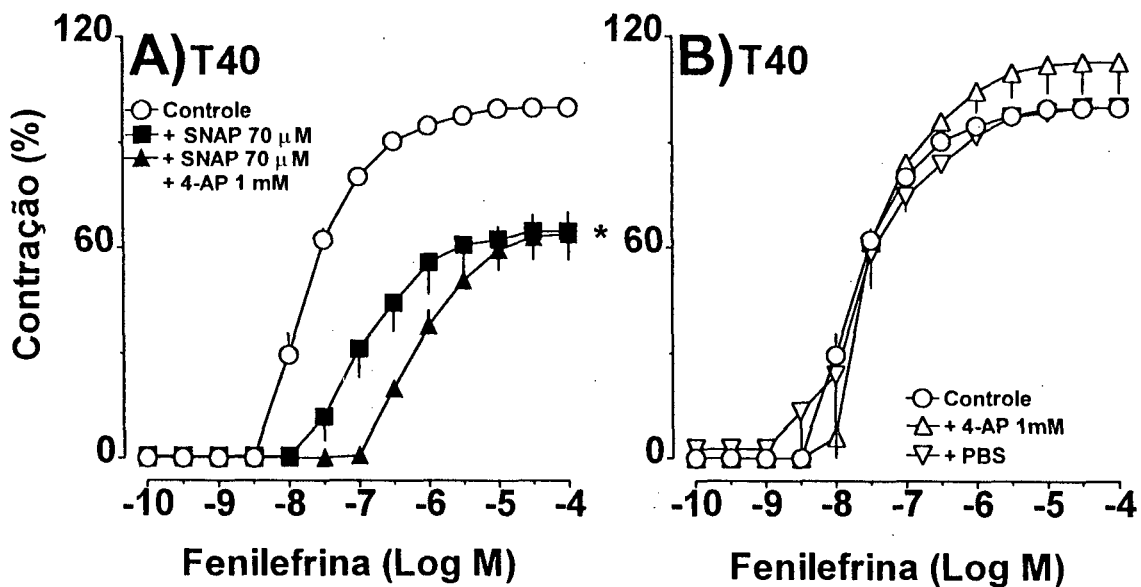 A) T40
Controle
+ SNAP 70 µM
+ SNAP 70 µM
+ 4-AP 1 mM
120
60
0
Contração (%)
*
-10 -9 -8 -7 -6 -5 -4
Fenilefrina (Log M)
B) T40
Controle
+ 4-AP 1mM
+ PBS
120
60
0
-10 -9 -8 -7 -6 -5 -4
Fenilefrina (Log M)